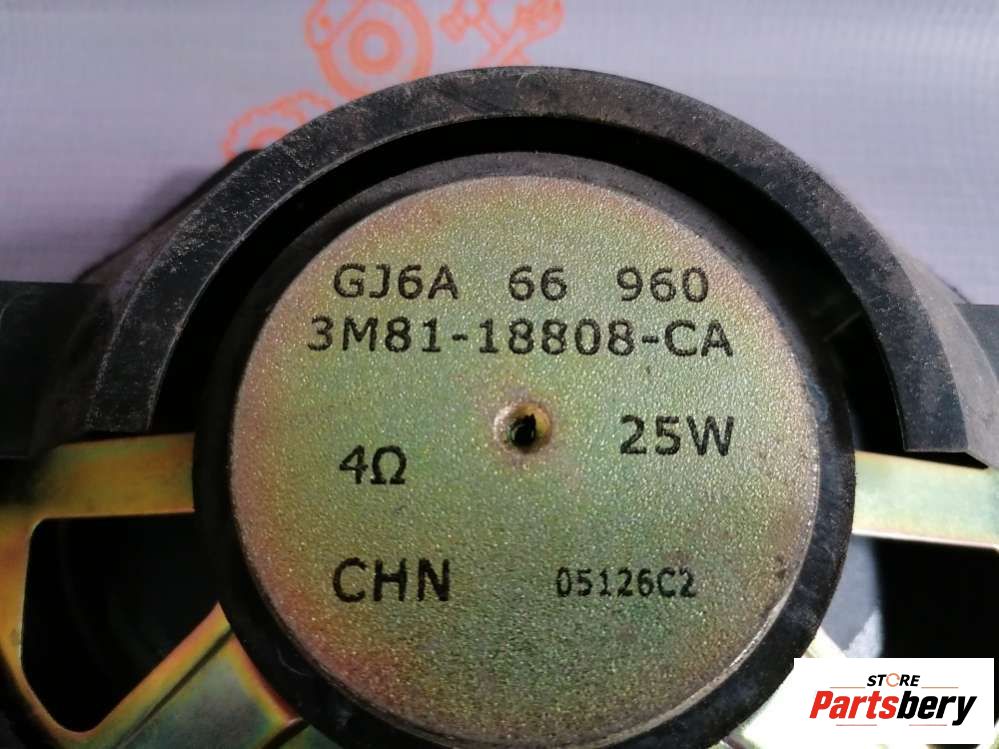 GJ6A 66 960
3M81-18808-CA
4Ω 25W
CHN 05126C2
STORE
Partsbery